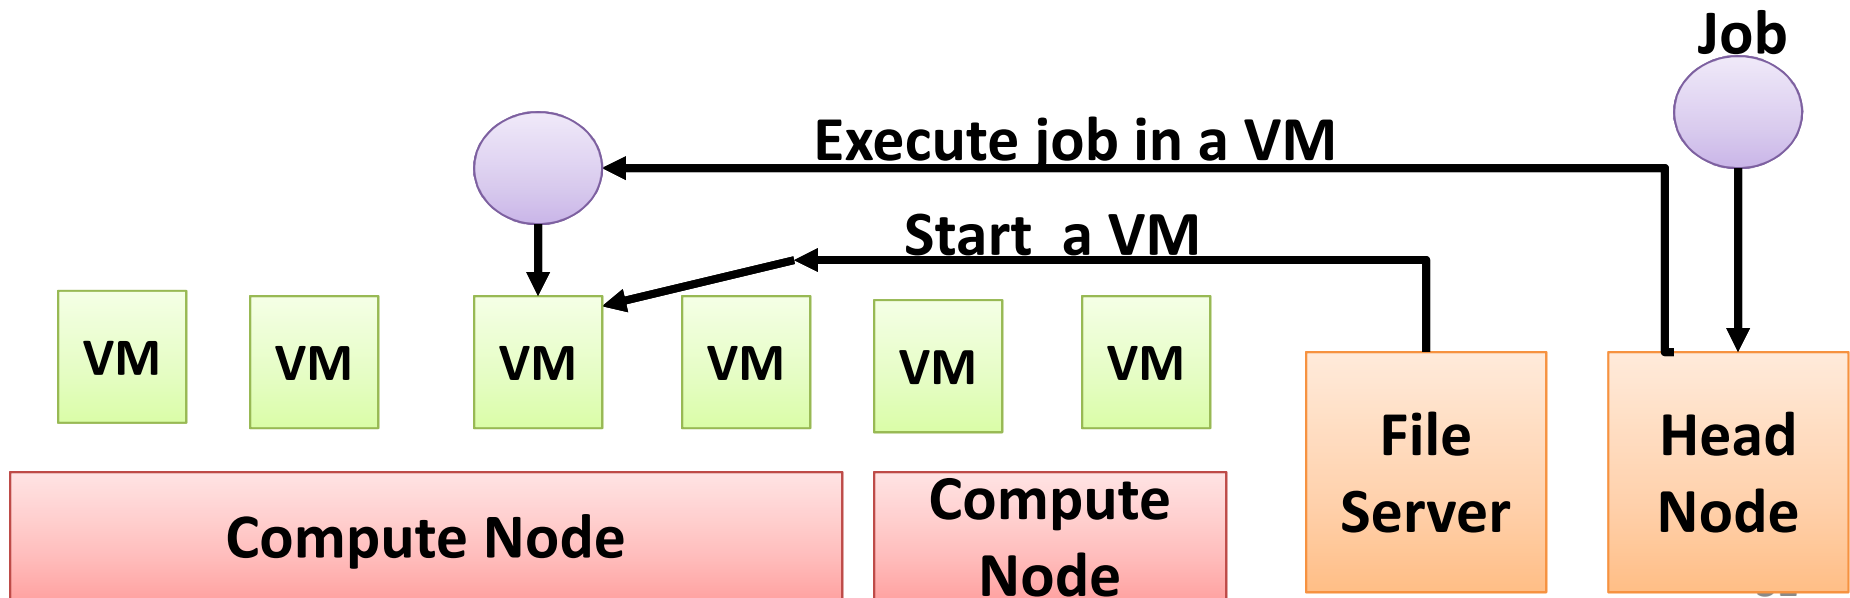 Job
Execute job in a VM
Start a VM
VM
VM
VM
VM
VM
VM
File
Server
Head
Node
Compute Node
Compute
Node